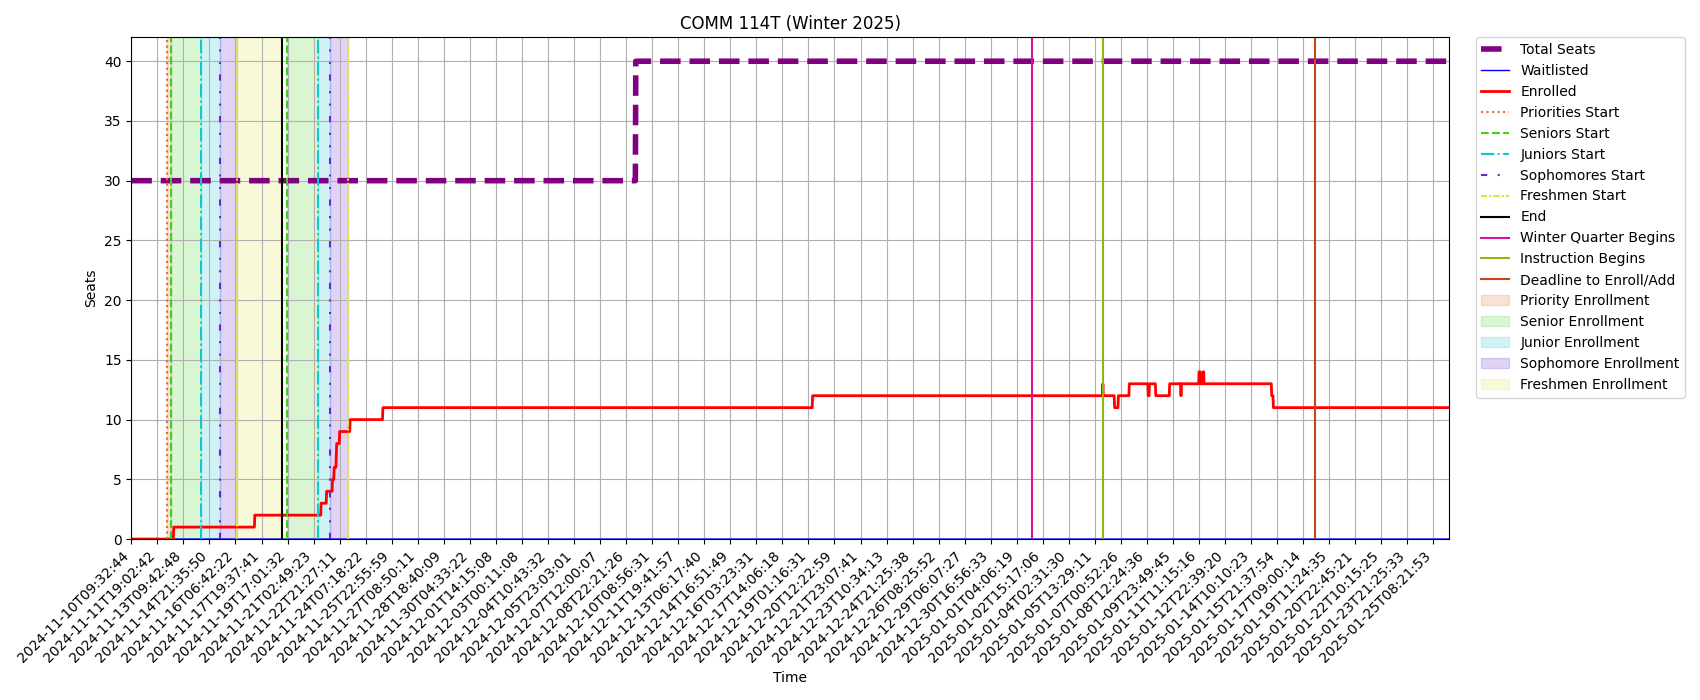 COMM 114T (Winter 2025)
Seats
40
35
30
25
20
15
10
5
0
2024-11-10T09:32:44
2024-11-11T19:02:42
2024-11-13T09:42:48
2024-11-14T21:35:50
2024-11-16T06:42:22
2024-11-17T19:37:41
2024-11-19T17:01:32
2024-11-21T02:49:23
2024-11-22T21:27:11
2024-11-24T07:18:22
2024-11-25T22:55:59
2024-11-27T08:50:11
2024-11-28T18:40:09
2024-11-30T04:33:22
2024-12-01T14:15:08
2024-12-03T00:11:08
2024-12-04T10:43:32
2024-12-05T23:03:01
2024-12-07T12:00:07
2024-12-08T22:21:26
2024-12-10T08:56:31
2024-12-11T19:41:57
2024-12-13T06:17:40
2024-12-14T16:51:49
2024-12-16T03:23:31
2024-12-17T14:06:18
2024-12-19T01:16:31
2024-12-20T12:22:59
2024-12-21T23:07:41
2024-12-23T10:34:13
2024-12-24T21:25:38
2024-12-26T08:25:52
2024-12-29T06:07:27
2024-12-30T16:56:33
2025-01-01T04:06:19
2025-01-02T15:17:06
2025-01-04T02:31:30
2025-01-05T13:29:11
2025-01-07T00:52:26
2025-01-08T12:24:36
2025-01-09T23:49:45
2025-01-11T11:15:16
2025-01-12T22:39:20
2025-01-14T10:10:23
2025-01-15T21:37:54
2025-01-17T09:00:14
2025-01-19T11:24:35
2025-01-20T22:45:21
2025-01-22T10:15:25
2025-01-23T21:25:33
2025-01-25T08:21:53
Time
Total Seats
Waitlisted
Enrolled
Priorities Start
Seniors Start
Juniors Start
Sophomores Start
Freshmen Start
End
Winter Quarter Begins
Instruction Begins
Deadline to Enroll/Add
Priority Enrollment
Senior Enrollment
Junior Enrollment
Sophomore Enrollment
Freshmen Enrollment